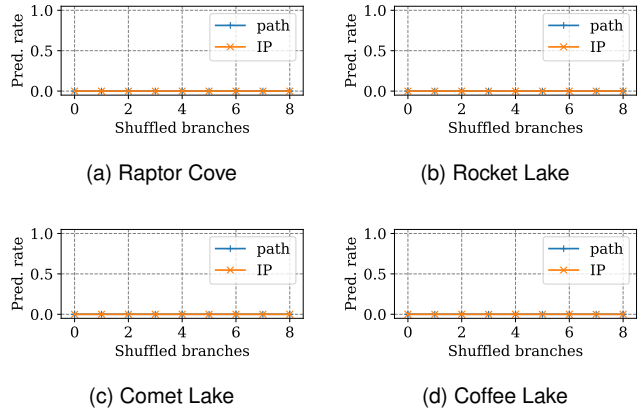 Pred. rate
1.0
0.5
0.0
path
IP
0 2 4 6 8
Shuffled branches
(a) Raptor Cove
Pred. rate
1.0
0.5
0.0
path
IP
0 2 4 6 8
Shuffled branches
(b) Rocket Lake
Pred. rate
1.0
0.5
0.0
path
IP
0 2 4 6 8
Shuffled branches
(c) Comet Lake
Pred. rate
1.0
0.5
0.0
path
IP
0 2 4 6 8
Shuffled branches
(d) Coffee Lake